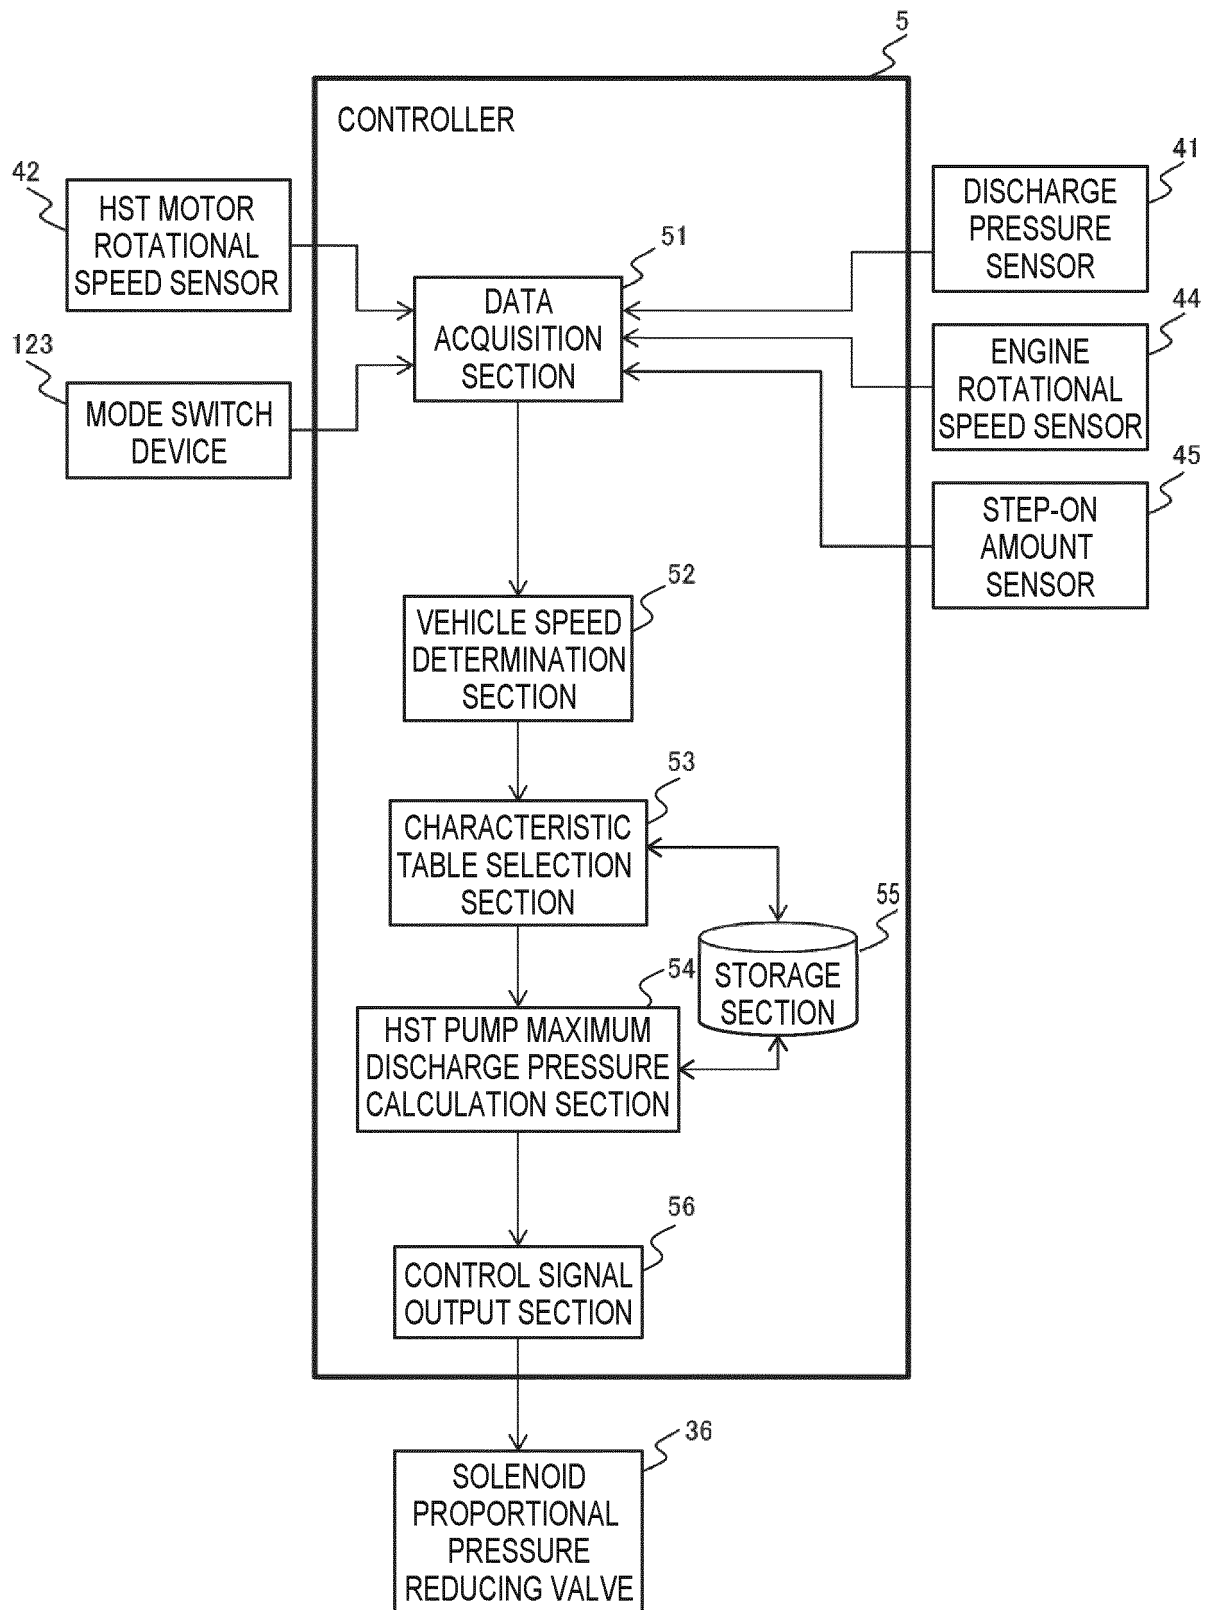 5
CONTROLLER
42
HST MOTOR
ROTATIONAL
SPEED SENSOR
123
MODE SWITCH
DEVICE
41
DISCHARGE
PRESSURE
SENSOR
44
ENGINE
ROTATIONAL
SPEED SENSOR
45
STEP-ON
AMOUNT
SENSOR
51
DATA
ACQUISITION
SECTION
52
VEHICLE SPEED
DETERMINATION
SECTION
53
CHARACTERISTIC
TABLE SELECTION
SECTION
55
STORAGE
SECTION
54
HST PUMP MAXIMUM
DISCHARGE PRESSURE
CALCULATION SECTION
56
CONTROL SIGNAL
OUTPUT SECTION
36
SOLENOID
PROPORTIONAL
PRESSURE
REDUCING VALVE